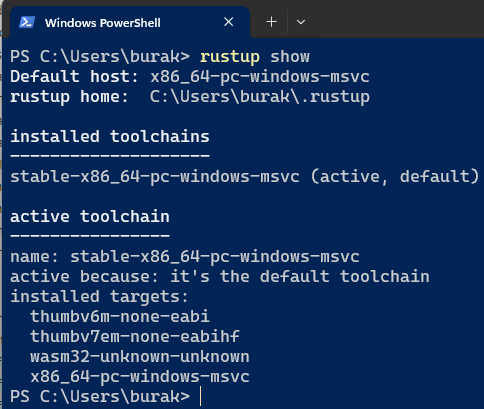 Windows PowerShell
PS C:\Users\burak> rustup show
Default host: x86_64-pc-windows-msvc
rustup home:  C:\Users\burak\.rustup
installed toolchains
--------------------
stable-x86_64-pc-windows-msvc (active, default)
active toolchain
----------------
name: stable-x86_64-pc-windows-msvc
active because: it's the default toolchain
installed targets:
  thumbv6m-none-eabi
  thumbv7em-none-eabihf
  wasm32-unknown-unknown
  x86_64-pc-windows-msvc
PS C:\Users\burak>